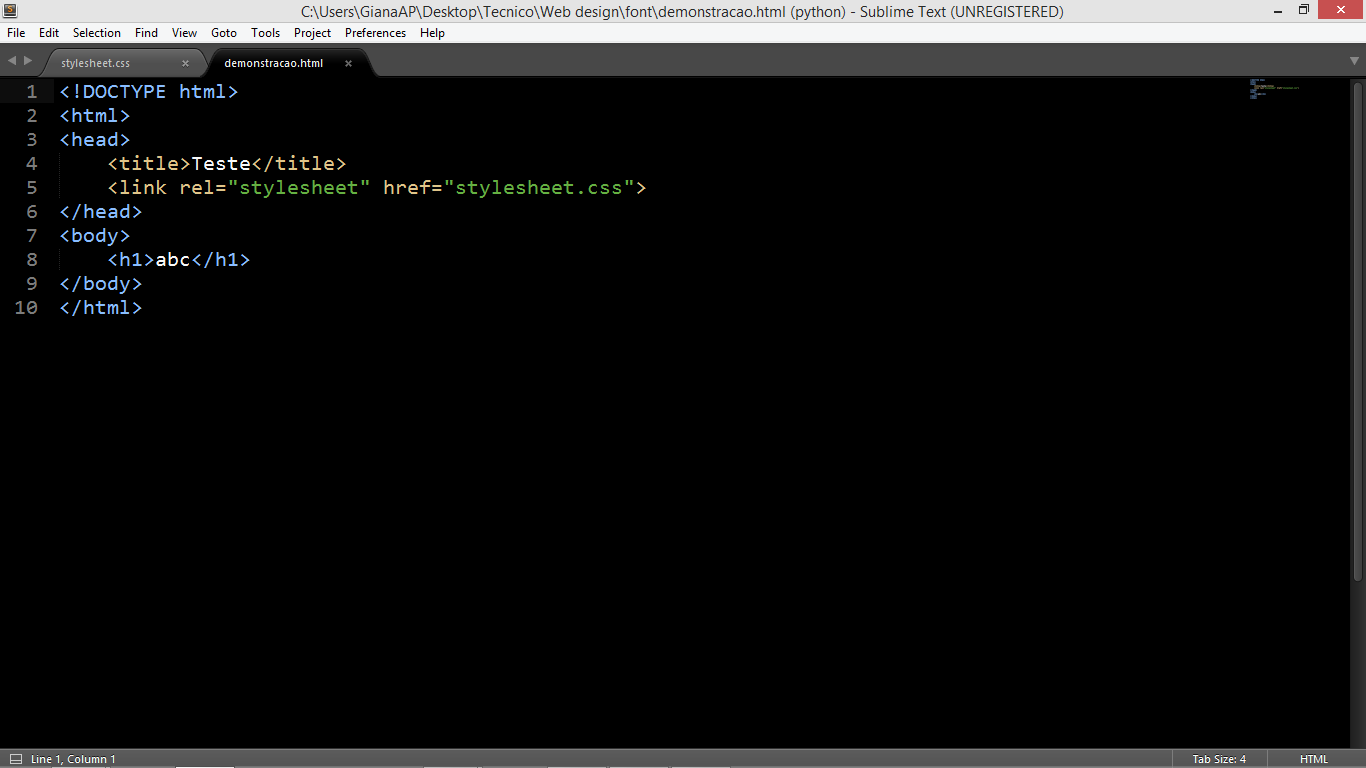 C:\Users\GianaAP\Desktop\Tecnico\Web design\font\demonstracao.html (python) - Sublime Text (UNREGISTERED)
File Edit Selection Find View Goto Tools Project Preferences Help
stylesheet.css × demonstracao.html ×
1 <!DOCTYPE html>
2 <html>
3 <head>
4     <title>Teste</title>
5     <link rel="stylesheet" href="stylesheet.css">
6 </head>
7 <body>
8     <h1>abc</h1>
9 </body>
10 </html>
Line 1, Column 1 Tab Size: 4 HTML